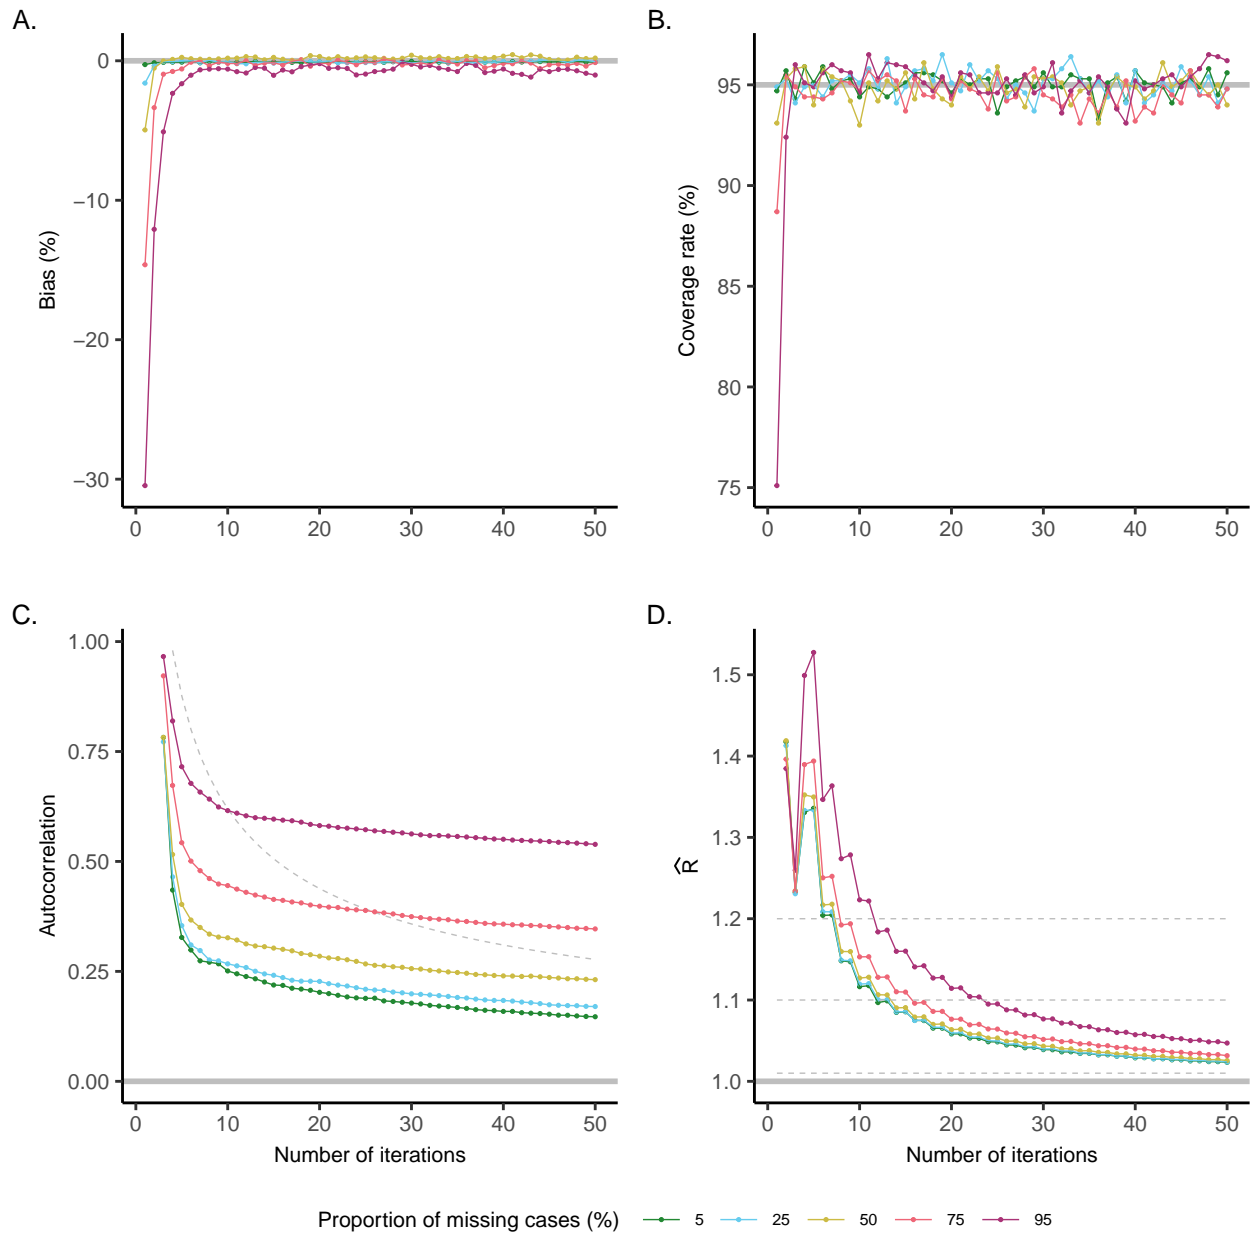 A.
0
−10
−20
−30
Bias (%)
0 10 20 30 40 50
B.
95
90
85
80
75
Coverage rate (%)
0 10 20 30 40 50
C.
1.00
0.75
0.50
0.25
0.00
Autocorrelation
0 10 20 30 40 50
Number of iterations
D.
1.5
1.4
1.3
1.2
1.1
1.0
R̂
0 10 20 30 40 50
Number of iterations
Proportion of missing cases (%) 5 25 50 75 95